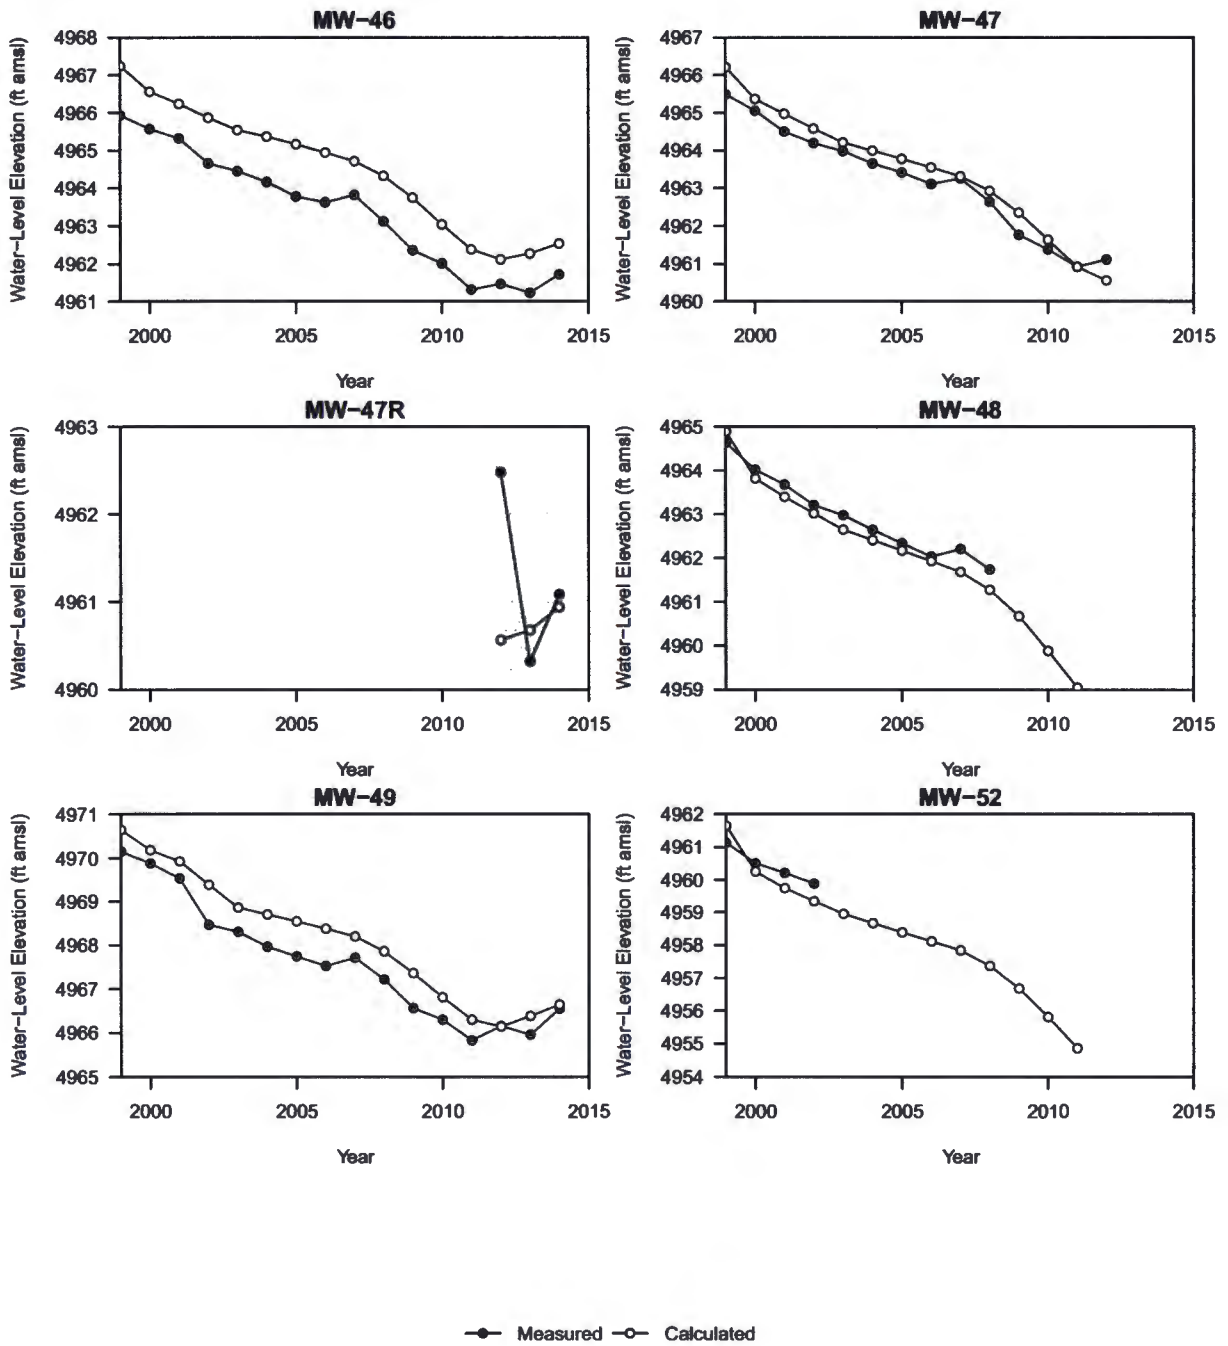 MW−46
Water−Level Elevation (ft amsl)
4968
4967
4966
4965
4964
4963
4962
4961
2000 2005 2010 2015
Year
MW−47
Water−Level Elevation (ft amsl)
4967
4966
4965
4964
4963
4962
4961
4960
2000 2005 2010 2015
Year
MW−47R
Water−Level Elevation (ft amsl)
4963
4962
4961
4960
2000 2005 2010 2015
Year
MW−48
Water−Level Elevation (ft amsl)
4965
4964
4963
4962
4961
4960
4959
2000 2005 2010 2015
Year
MW−49
Water−Level Elevation (ft amsl)
4971
4970
4969
4968
4967
4966
4965
2000 2005 2010 2015
Year
MW−52
Water−Level Elevation (ft amsl)
4962
4961
4960
4959
4958
4957
4956
4955
4954
2000 2005 2010 2015
Year
Measured Calculated